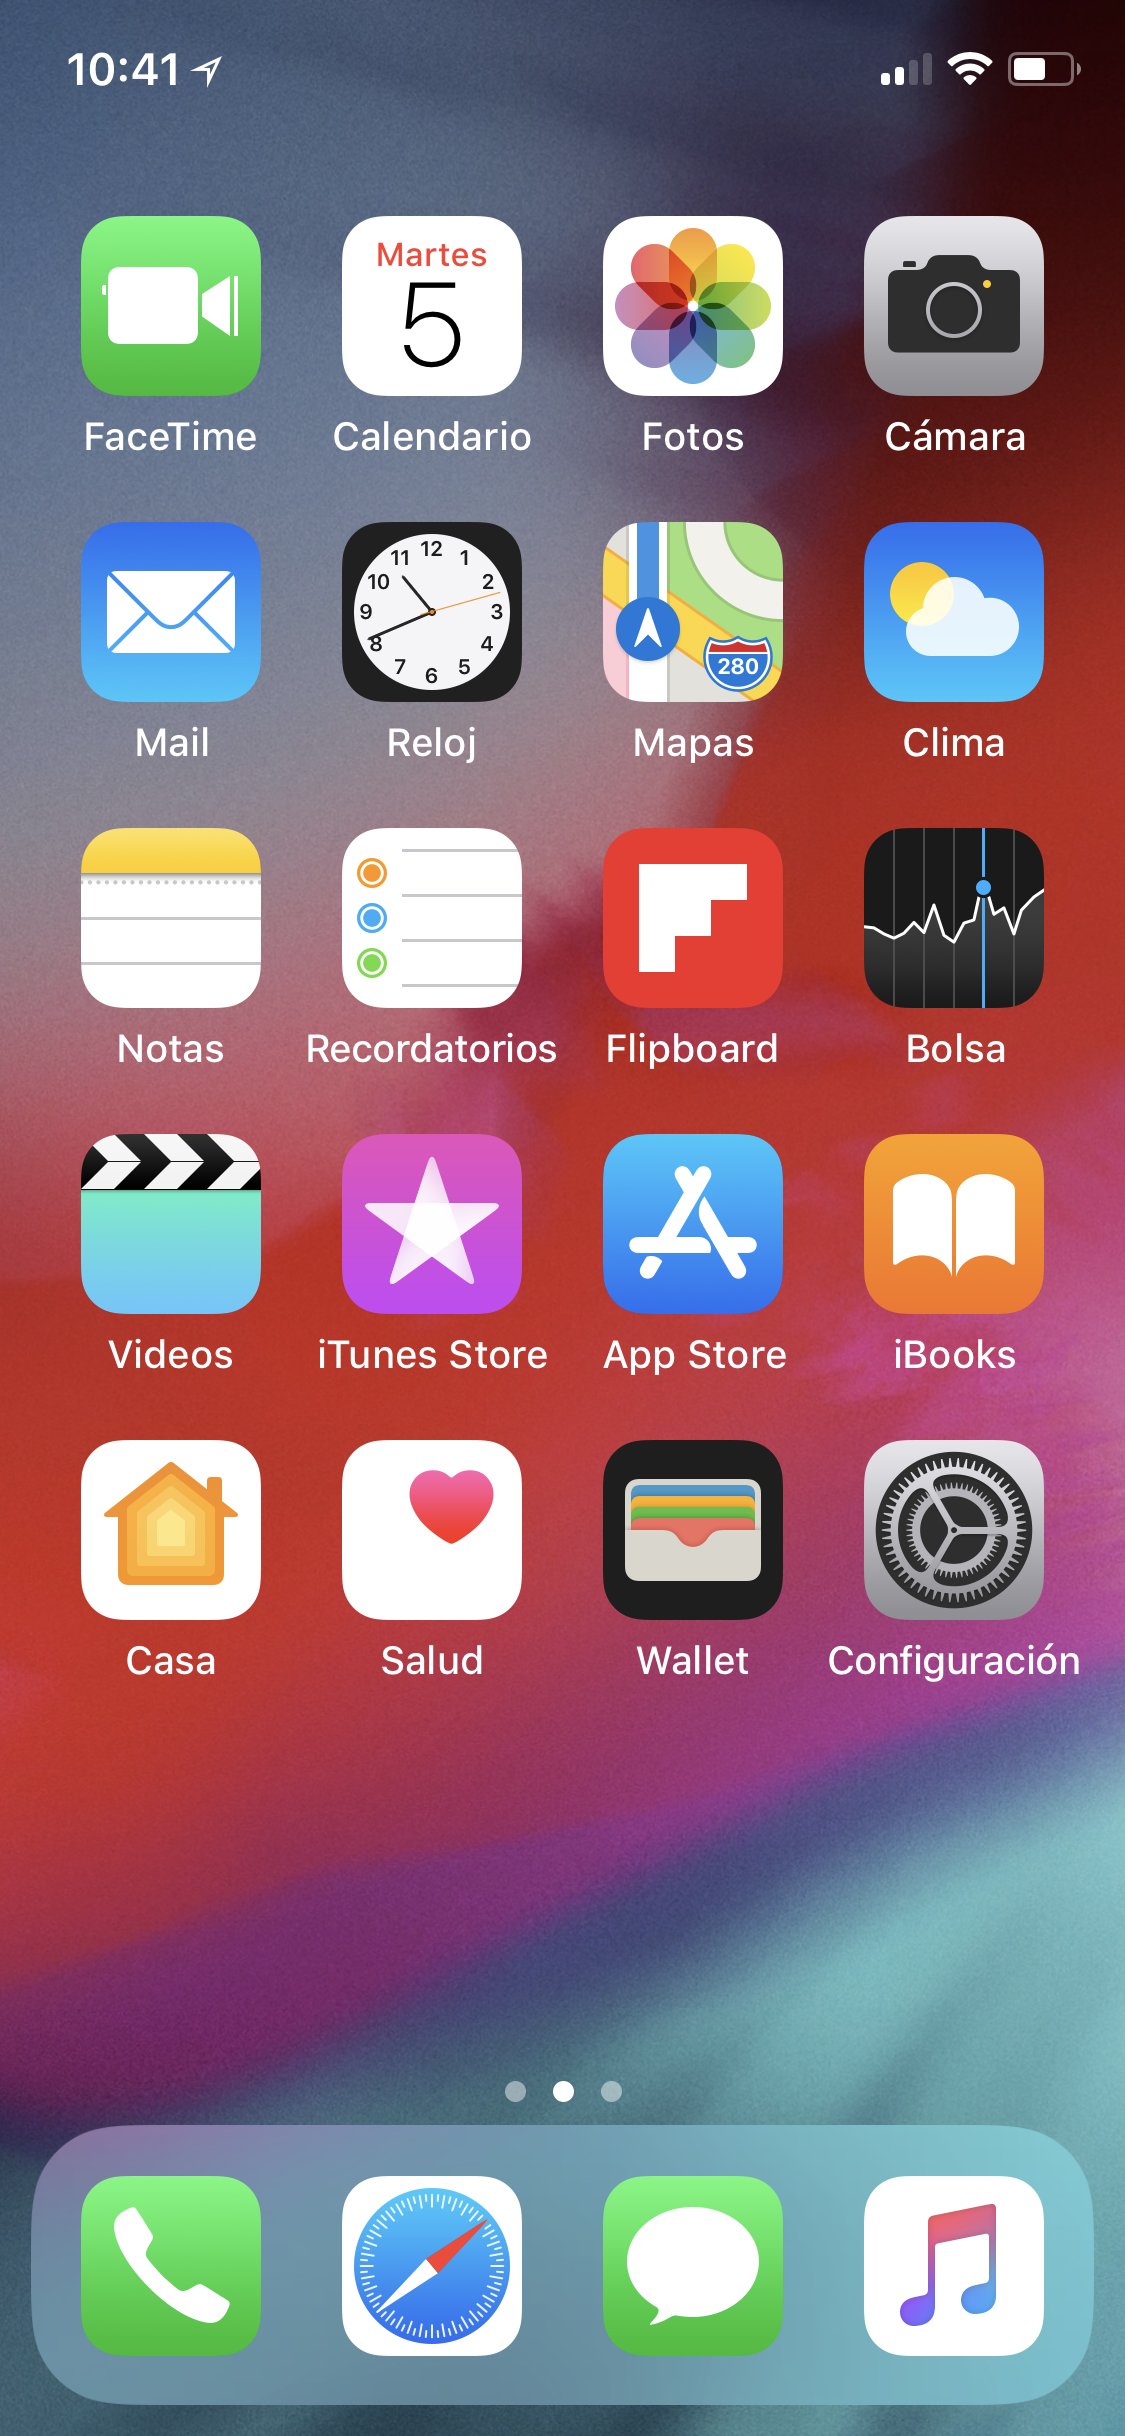 10:41
Martes
5
FaceTime Calendario Fotos Cámara
12
11 1
10 2
9 3
8 4
7 5
6
280
Mail Reloj Mapas Clima
Notas Recordatorios Flipboard Bolsa
Videos iTunes Store App Store iBooks
Casa Salud Wallet Configuración